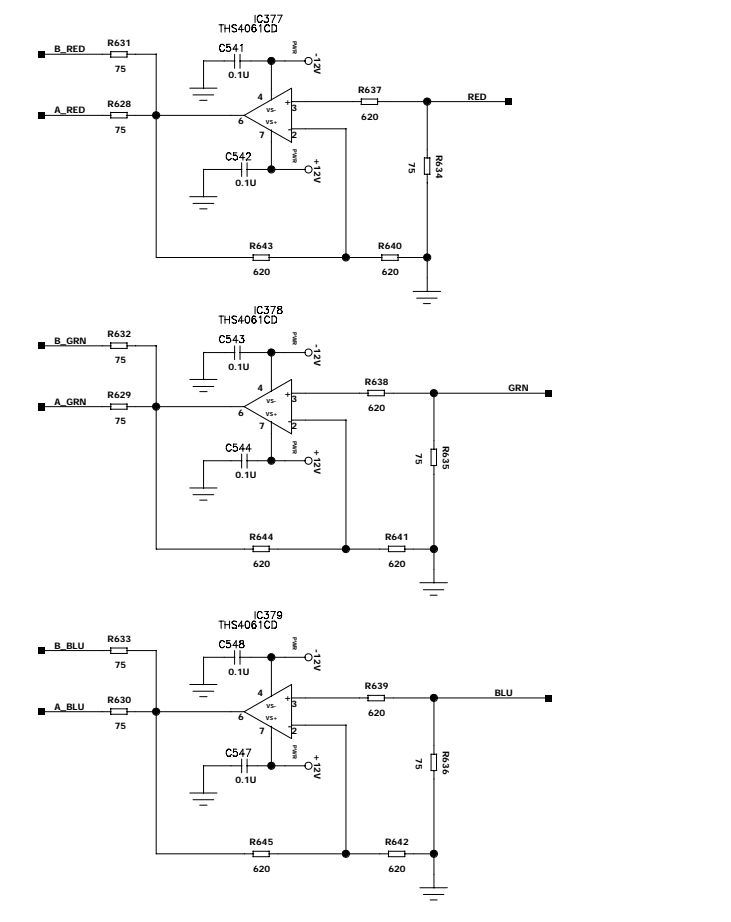 IC377
THS4061CD
B_RED
R631
75
C541
0.1U
PWR
-12V
A_RED
R628
75
4
VS-
VS+
6
7
+
3
-
2
R637
620
RED
C542
0.1U
PWR
+12V
R634
75
R643
620
R640
620
IC378
THS4061CD
B_GRN
R632
75
C543
0.1U
PWR
-12V
A_GRN
R629
75
4
VS-
VS+
6
7
+
3
-
2
R638
620
GRN
C544
0.1U
PWR
+12V
R635
75
R644
620
R641
620
IC379
THS4061CD
B_BLU
R633
75
C548
0.1U
PWR
-12V
A_BLU
R630
75
4
VS-
VS+
6
7
+
3
-
2
R639
620
BLU
C547
0.1U
PWR
+12V
R636
75
R645
620
R642
620